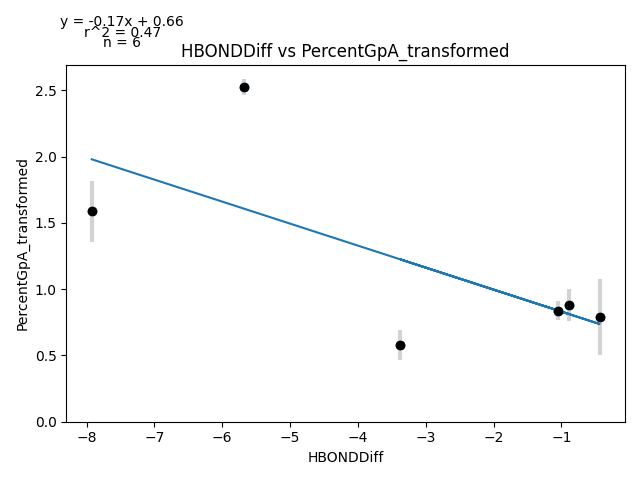 y = -0.17x + 0.66
r^2 = 0.47
n = 6
HBONDDiff vs PercentGpA_transformed
2.5
2.0
1.5
1.0
0.5
0.0
PercentGpA_transformed
−8
−7
−6
−5
−4
−3
−2
−1
HBONDDiff